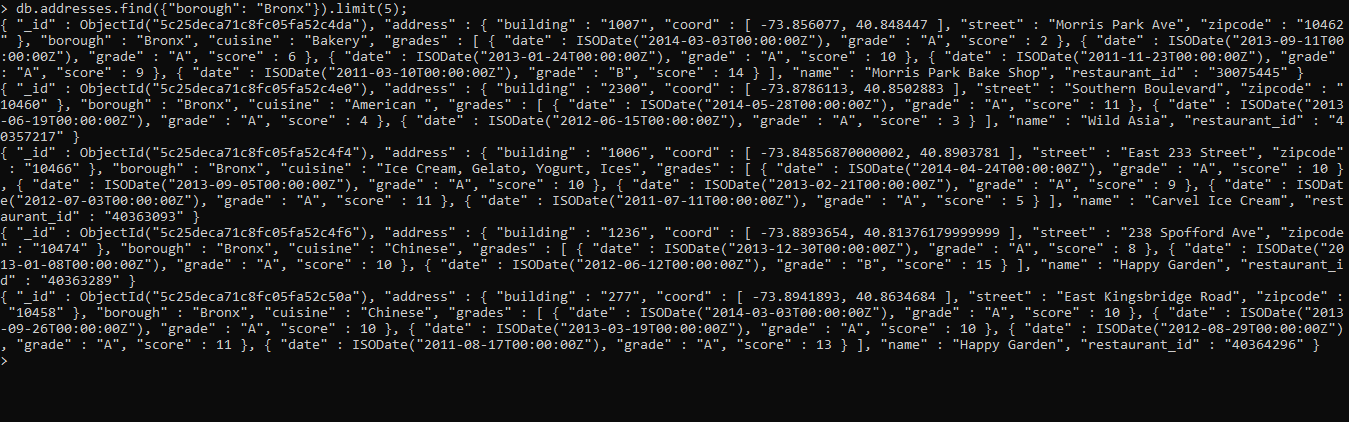 > db.addresses.find({"borough": "Bronx"}).limit(5);
{ "_id" : ObjectId("5c25deca71c8fc05fa52c4da"), "address" : { "building" : "1007", "coord" : [ -73.856077, 40.848447 ], "street" : "Morris Park Ave", "zipcode" : "10462
" }, "borough" : "Bronx", "cuisine" : "Bakery", "grades" : [ { "date" : ISODate("2014-03-03T00:00:00Z"), "grade" : "A", "score" : 2 }, { "date" : ISODate("2013-09-11T00
:00:00Z"), "grade" : "A", "score" : 6 }, { "date" : ISODate("2013-01-24T00:00:00Z"), "grade" : "A", "score" : 10 }, { "date" : ISODate("2011-11-23T00:00:00Z"), "grade"
: "A", "score" : 9 }, { "date" : ISODate("2011-03-10T00:00:00Z"), "grade" : "B", "score" : 14 } ], "name" : "Morris Park Bake Shop", "restaurant_id" : "30075445" }
{ "_id" : ObjectId("5c25deca71c8fc05fa52c4e0"), "address" : { "building" : "2300", "coord" : [ -73.8786113, 40.8502883 ], "street" : "Southern Boulevard", "zipcode" : "
10460" }, "borough" : "Bronx", "cuisine" : "American ", "grades" : [ { "date" : ISODate("2014-05-28T00:00:00Z"), "grade" : "A", "score" : 11 }, { "date" : ISODate("2013
-06-19T00:00:00Z"), "grade" : "A", "score" : 4 }, { "date" : ISODate("2012-06-15T00:00:00Z"), "grade" : "A", "score" : 3 } ], "name" : "Wild Asia", "restaurant_id" : "4
0357217" }
{ "_id" : ObjectId("5c25deca71c8fc05fa52c4f4"), "address" : { "building" : "1006", "coord" : [ -73.84856870000002, 40.8903781 ], "street" : "East 233 Street", "zipcode"
 : "10466" }, "borough" : "Bronx", "cuisine" : "Ice Cream, Gelato, Yogurt, Ices", "grades" : [ { "date" : ISODate("2014-04-24T00:00:00Z"), "grade" : "A", "score" : 10 }
, { "date" : ISODate("2013-09-05T00:00:00Z"), "grade" : "A", "score" : 10 }, { "date" : ISODate("2013-02-21T00:00:00Z"), "grade" : "A", "score" : 9 }, { "date" : ISODat
e("2012-07-03T00:00:00Z"), "grade" : "A", "score" : 11 }, { "date" : ISODate("2011-07-11T00:00:00Z"), "grade" : "A", "score" : 5 } ], "name" : "Carvel Ice Cream", "rest
aurant_id" : "40363093" }
{ "_id" : ObjectId("5c25deca71c8fc05fa52c4f6"), "address" : { "building" : "1236", "coord" : [ -73.8893654, 40.81376179999999 ], "street" : "238 Spofford Ave", "zipcode
" : "10474" }, "borough" : "Bronx", "cuisine" : "Chinese", "grades" : [ { "date" : ISODate("2013-12-30T00:00:00Z"), "grade" : "A", "score" : 8 }, { "date" : ISODate("20
13-01-08T00:00:00Z"), "grade" : "A", "score" : 10 }, { "date" : ISODate("2012-06-12T00:00:00Z"), "grade" : "B", "score" : 15 } ], "name" : "Happy Garden", "restaurant_i
d" : "40363289" }
{ "_id" : ObjectId("5c25deca71c8fc05fa52c50a"), "address" : { "building" : "277", "coord" : [ -73.8941893, 40.8634684 ], "street" : "East Kingsbridge Road", "zipcode" :
 "10458" }, "borough" : "Bronx", "cuisine" : "Chinese", "grades" : [ { "date" : ISODate("2014-03-03T00:00:00Z"), "grade" : "A", "score" : 10 }, { "date" : ISODate("2013
-09-26T00:00:00Z"), "grade" : "A", "score" : 10 }, { "date" : ISODate("2013-03-19T00:00:00Z"), "grade" : "A", "score" : 10 }, { "date" : ISODate("2012-08-29T00:00:00Z")
, "grade" : "A", "score" : 11 }, { "date" : ISODate("2011-08-17T00:00:00Z"), "grade" : "A", "score" : 13 } ], "name" : "Happy Garden", "restaurant_id" : "40364296" }
>